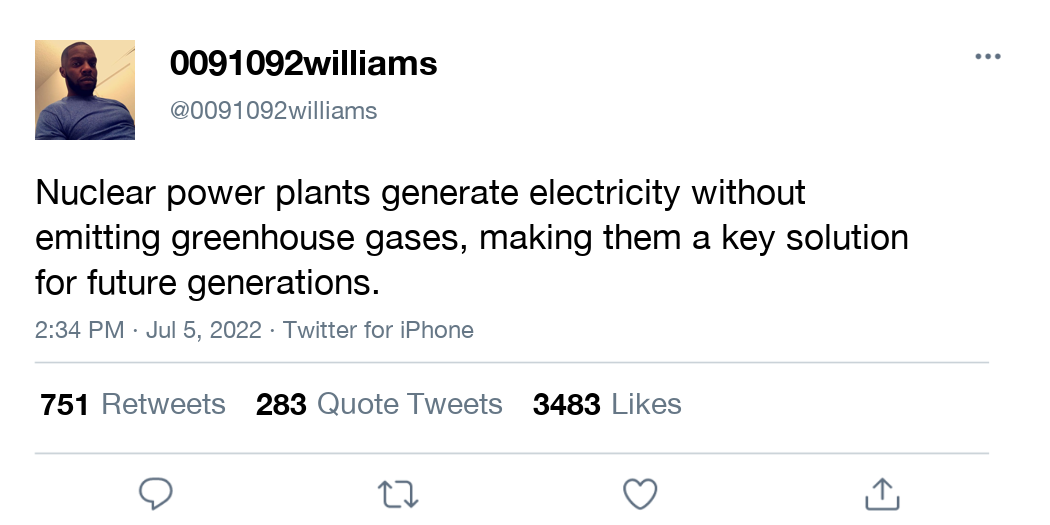 0091092williams
@0091092williams
Nuclear power plants generate electricity without
emitting greenhouse gases, making them a key solution
for future generations.
2:34 PM · Jul 5, 2022 · Twitter for iPhone
751 Retweets 283 Quote Tweets 3483 Likes